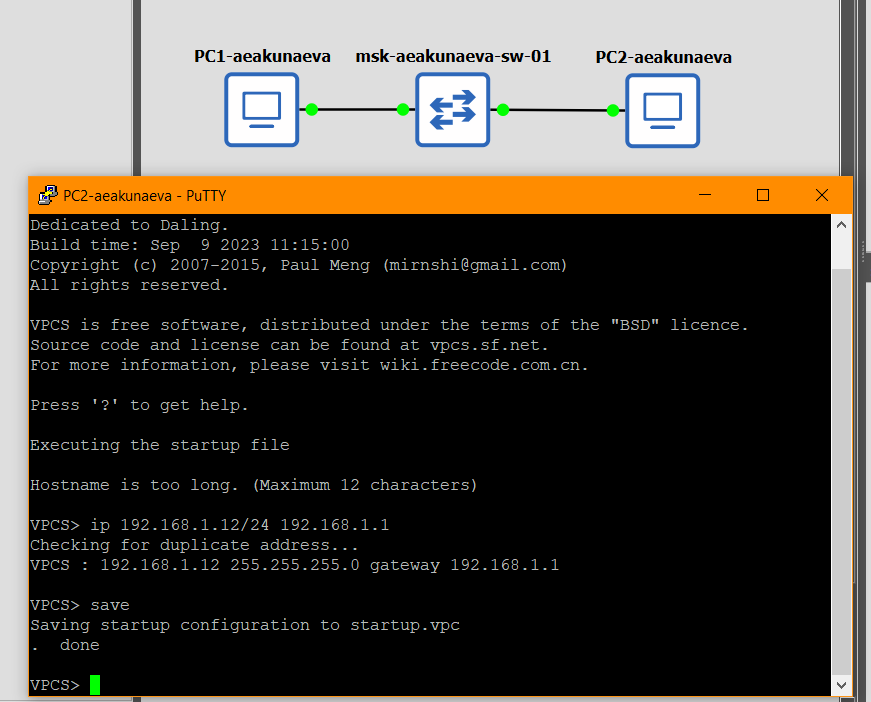 PC1-aeakunaeva msk-aeakunaeva-sw-01 PC2-aeakunaeva
PC2-aeakunaeva - PuTTY
Dedicated to Daling.
Build time: Sep  9 2023 11:15:00
Copyright (c) 2007-2015, Paul Meng (mirnshi@gmail.com)
All rights reserved.
VPCS is free software, distributed under the terms of the "BSD" licence.
Source code and license can be found at vpcs.sf.net.
For more information, please visit wiki.freecode.com.cn.
Press '?' to get help.
Executing the startup file
Hostname is too long. (Maximum 12 characters)
VPCS> ip 192.168.1.12/24 192.168.1.1
Checking for duplicate address...
VPCS : 192.168.1.12 255.255.255.0 gateway 192.168.1.1
VPCS> save
Saving startup configuration to startup.vpc
.  done
VPCS>